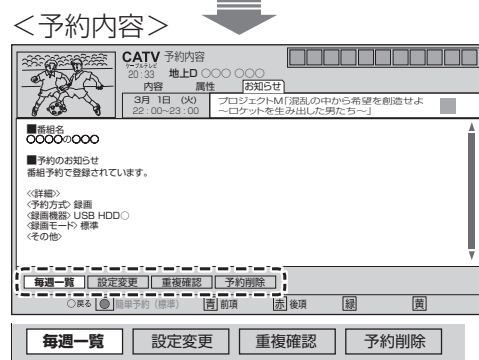 ＜予約内容＞
CATV 予約内容
ケーブルテレビ
20:33 地上D ○○○ ○○○
内容 属性 お知らせ
3月 1日 (火) プロジェクトM「混乱の中から希望を創造せよ
22:00~23:00 ～ロケットを生み出した男たち～」
■番組名
○○○○の○○○
■予約のお知らせ
番組予約で登録されています。
≪詳細≫
<予約方式> 録画
<録画機器> USB HDD○
<録画モード> 標準
<その他>
毎週一覧 設定変更 重複確認 予約削除
○戻る 簡単予約（標準） 青 前項 赤 後項 緑 黄
毎週一覧 設定変更 重複確認 予約削除